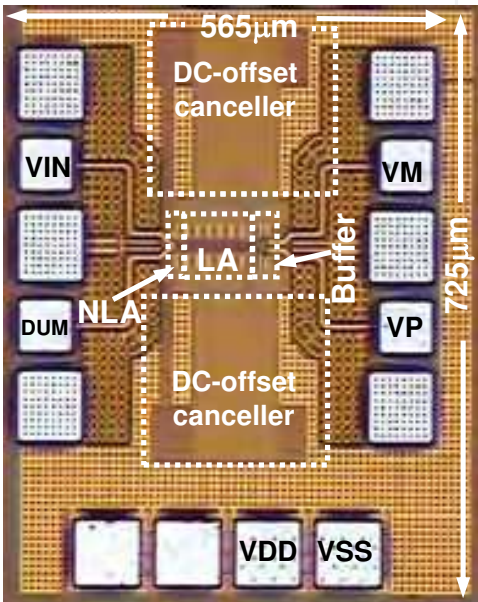 565μm
DC-offset
canceller
VIN
VM
LA
Buffer
725μm
NLA
DUM
VP
DC-offset
canceller
VDD
VSS